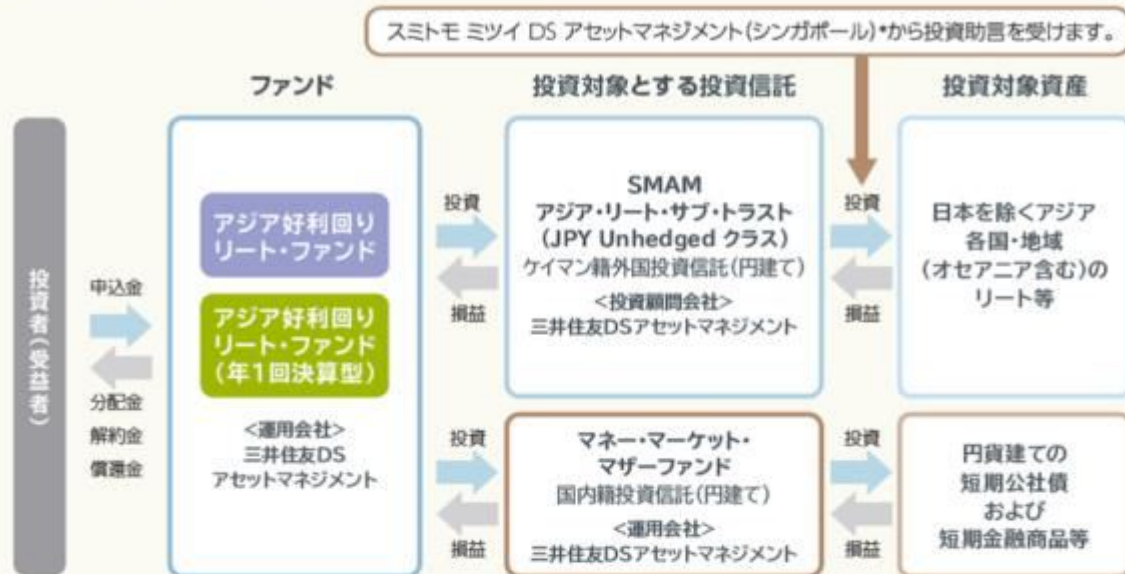 スミトモ ミツイ DS アセットマネジメント(シンガポール)*から投資助言を受けます。
ファンド
投資対象とする投資信託
投資対象資産
投資者(受益者)
申込金
分配金
解約金
償還金
アジア好利回り
リート・ファンド
アジア好利回り
リート・ファンド
(年1回決算型)
<運用会社>
三井住友DS
アセットマネジメント
投資
損益
SMAM
アジア・リート・サブ・トラスト
(JPY Unhedged クラス)
ケイマン籍外国投資信託(円建て)
<投資顧問会社>
三井住友DSアセットマネジメント
投資
損益
日本を除くアジア
各国・地域
(オセアニア含む)の
リート等
投資
損益
マネー・マーケット・
マザーファンド
国内籍投資信託(円建て)
<運用会社>
三井住友DSアセットマネジメント
投資
損益
円貨建ての
短期公社債
および
短期金融商品等